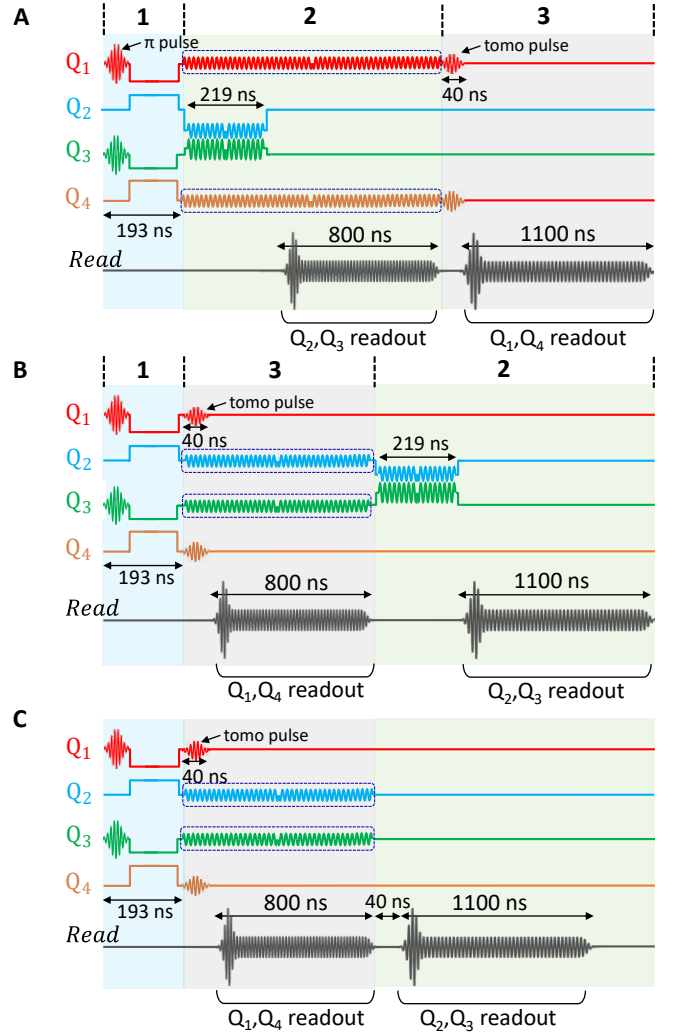 A
1 2 3
π pulse
tomo pulse
Q1
219 ns
40 ns
Q2
Q3
Q4
193 ns
800 ns
1100 ns
Read
Q2,Q3 readout
Q1,Q4 readout
B
1 3 2
tomo pulse
Q1
40 ns
219 ns
Q2
Q3
Q4
193 ns
800 ns
1100 ns
Read
Q1,Q4 readout
Q2,Q3 readout
C
tomo pulse
Q1
40 ns
Q2
Q3
Q4
193 ns
800 ns
40 ns
1100 ns
Read
Q1,Q4 readout
Q2,Q3 readout